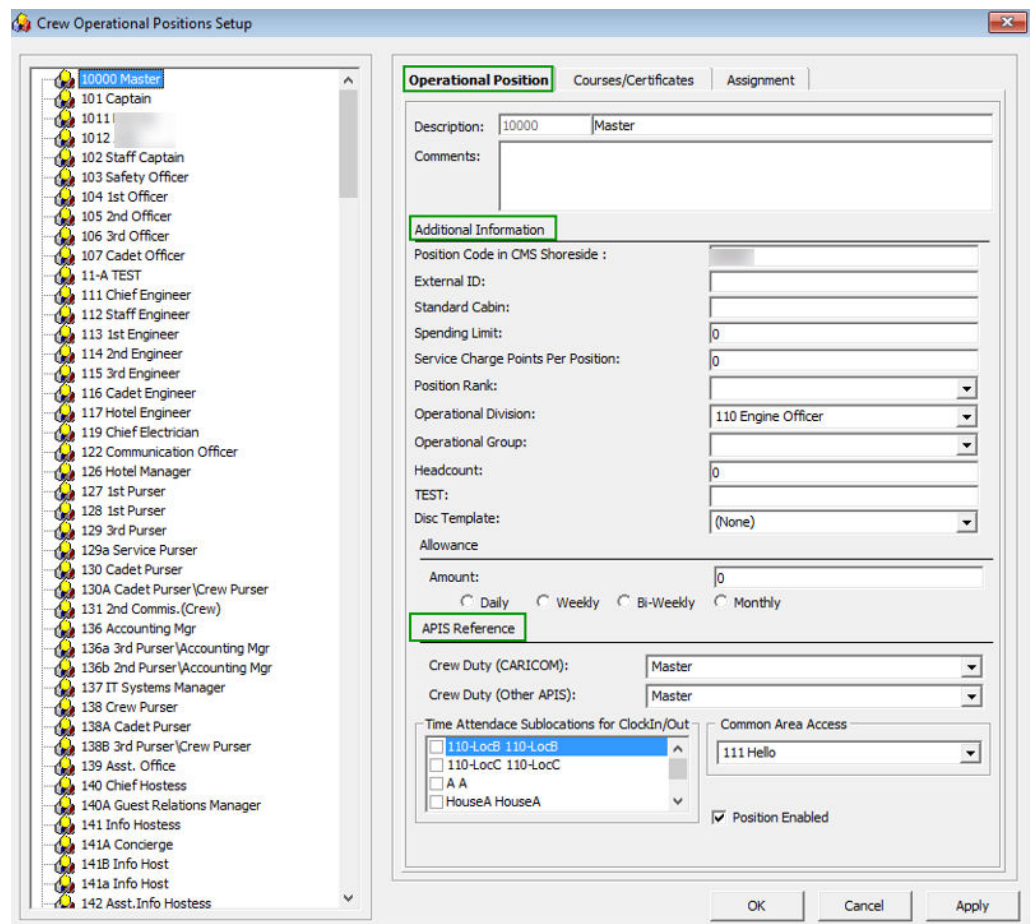 Crew Operational Positions Setup
10000 Master
101 Captain
1011
1012
102 Staff Captain
103 Safety Officer
104 1st Officer
105 2nd Officer
106 3rd Officer
107 Cadet Officer
11-A TEST
111 Chief Engineer
112 Staff Engineer
113 1st Engineer
114 2nd Engineer
115 3rd Engineer
116 Cadet Engineer
117 Hotel Engineer
119 Chief Electrician
122 Communication Officer
126 Hotel Manager
127 1st Purser
128 1st Purser
129 3rd Purser
129a Service Purser
130 Cadet Purser
130A Cadet Purser\Crew Purser
131 2nd Commis.(Crew)
136 Accounting Mgr
136a 3rd Purser\Accounting Mgr
136b 2nd Purser\Accounting Mgr
137 IT Systems Manager
138 Crew Purser
138A Cadet Purser
138B 3rd Purser\Crew Purser
139 Asst. Office
140 Chief Hostess
140A Guest Relations Manager
141 Info Hostess
141A Concierge
141B Info Host
141a Info Host
142 Asst.Info Hostess
Operational Position Courses/Certificates Assignment
Description: 10000 Master
Comments:
Additional Information
Position Code in CMS Shoreside :
External ID:
Standard Cabin:
Spending Limit: 0
Service Charge Points Per Position: 0
Position Rank:
Operational Division: 110 Engine Officer
Operational Group:
Headcount: 0
TEST:
Disc Template: (None)
Allowance
Amount: 0
Daily Weekly Bi-Weekly Monthly
APIS Reference
Crew Duty (CARICOM): Master
Crew Duty (Other APIS): Master
Time Attendace Sublocations for ClockIn/Out
110-LocB 110-LocB
110-LocC 110-LocC
A A
HouseA HouseA
Common Area Access
111 Hello
Position Enabled
OK Cancel Apply